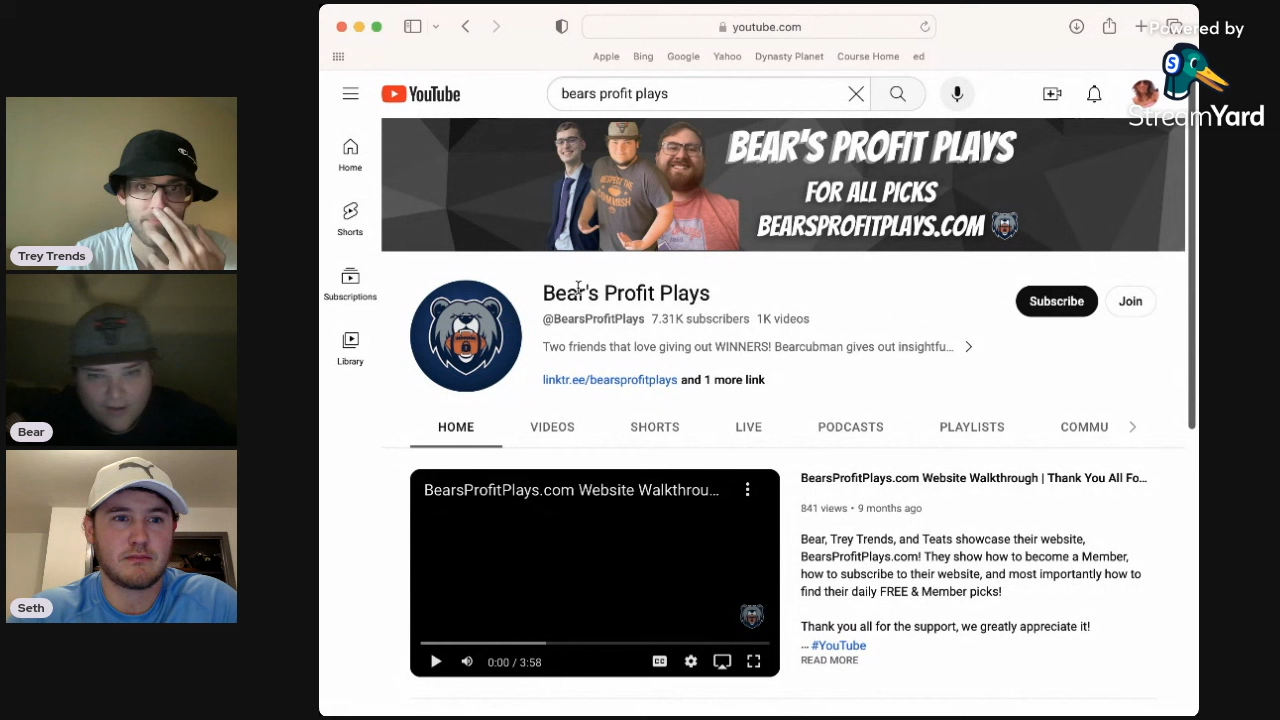 Powered by
StreamYard
youtube.com
Apple Bing Google Yahoo Dynasty Planet Course Home ed
YouTube
bears profit plays
Home
Shorts
Subscriptions
Library
BEAR'S PROFIT PLAYS
FOR ALL PICKS
BEARSPROFITPLAYS.COM
Bear's Profit Plays
@BearsProfitPlays 7.31K subscribers 1K videos
Two friends that love giving out WINNERS! Bearcubman gives out insightfu...
linktr.ee/bearsprofitplays and 1 more link
Subscribe
Join
HOME VIDEOS SHORTS LIVE PODCASTS PLAYLISTS COMMU
BearsProfitPlays.com Website Walkthrou...
0:00 / 3:58
CC
BearsProfitPlays.com Website Walkthrough | Thank You All Fo...
841 views • 9 months ago
Bear, Trey Trends, and Teats showcase their website,
BearsProfitPlays.com! They show how to become a Member,
how to subscribe to their website, and most importantly how to
find their daily FREE & Member picks!
Thank you all for the support, we greatly appreciate it!
... #YouTube
READ MORE
Trey Trends
Bear
Seth